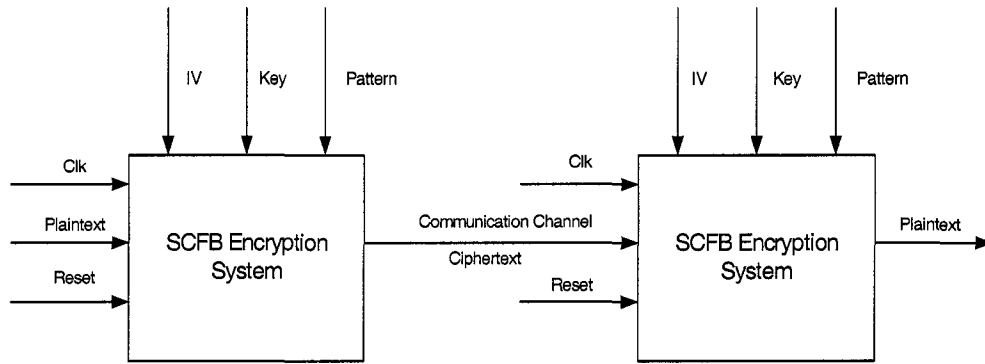 IV
Key
Pattern
IV
Key
Pattern
Clk
Plaintext
Reset
SCFB Encryption
System
Clk
Communication Channel
Ciphertext
Reset
SCFB Encryption
System
Plaintext